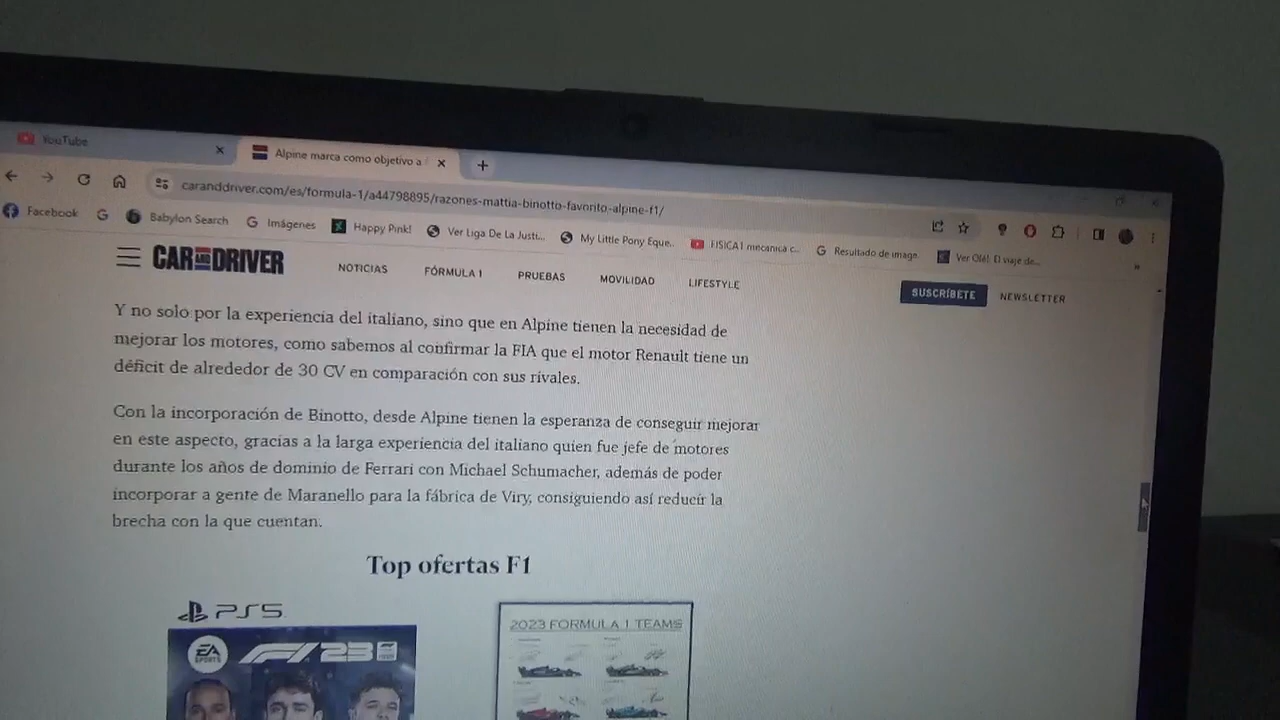 YouTube
Alpine marca como objetivo a
caranddriver.com/es/formula-1/a44798895/razones-mattia-binotto-favorito-alpine-f1/
Facebook
Babylon Search
Imágenes
Happy Pink!
Ver Liga De La Justi...
My Little Pony Eque...
FISICA I mecanica c...
Resultado de image...
Ver Olé! El viaje de...
CAR AND DRIVER
NOTICIAS
FÓRMULA 1
PRUEBAS
MOVILIDAD
LIFESTYLE
SUSCRÍBETE
NEWSLETTER
Y no solo por la experiencia del italiano, sino que en Alpine tienen la necesidad de
mejorar los motores, como sabemos al confirmar la FIA que el motor Renault tiene un
déficit de alrededor de 30 CV en comparación con sus rivales.
Con la incorporación de Binotto, desde Alpine tienen la esperanza de conseguir mejorar
en este aspecto, gracias a la larga experiencia del italiano quien fue jefe de motores
durante los años de dominio de Ferrari con Michael Schumacher, además de poder
incorporar a gente de Maranello para la fábrica de Viry, consiguiendo así reducir la
brecha con la que cuentan.
Top ofertas F1
PS5
EA
SPORTS
F1 23
2023 FORMULA 1 TEAMS